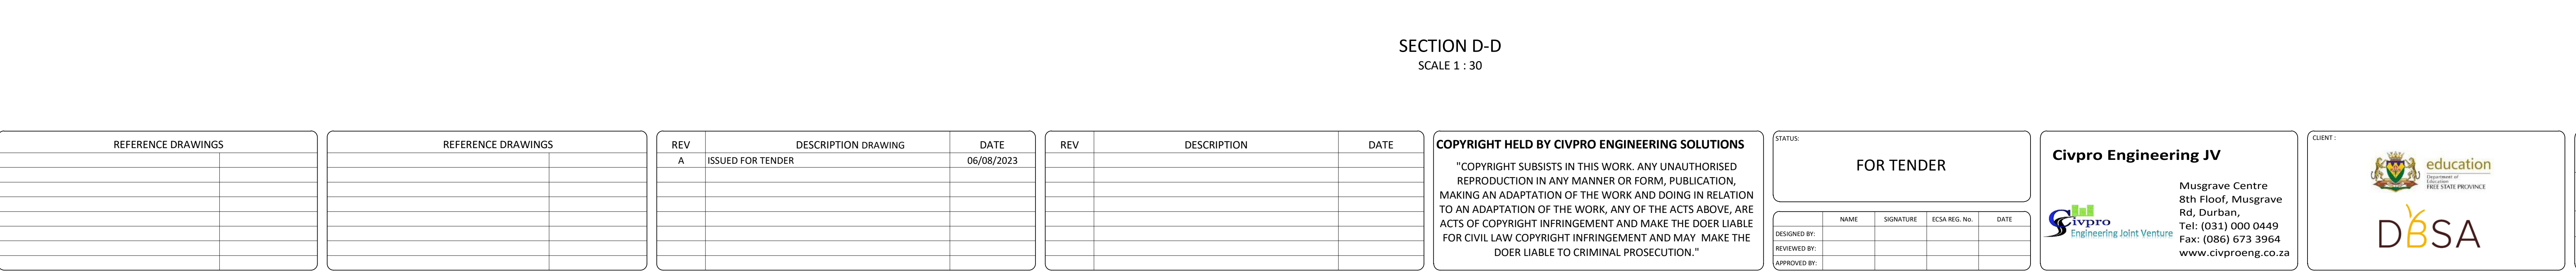 SECTION D-D
SCALE 1 : 30
REFERENCE DRAWINGS
REFERENCE DRAWINGS
REV DESCRIPTION DRAWING DATE
A ISSUED FOR TENDER 06/08/2023
REV DESCRIPTION DATE
COPYRIGHT HELD BY CIVPRO ENGINEERING SOLUTIONS
"COPYRIGHT SUBSISTS IN THIS WORK. ANY UNAUTHORISED
REPRODUCTION IN ANY MANNER OR FORM, PUBLICATION,
MAKING AN ADAPTATION OF THE WORK AND DOING IN RELATION
TO AN ADAPTATION OF THE WORK, ANY OF THE ACTS ABOVE, ARE
ACTS OF COPYRIGHT INFRINGEMENT AND MAKE THE DOER LIABLE
FOR CIVIL LAW COPYRIGHT INFRINGEMENT AND MAY MAKE THE
DOER LIABLE TO CRIMINAL PROSECUTION."
STATUS:
FOR TENDER
NAME SIGNATURE ECSA REG. No. DATE
DESIGNED BY:
REVIEWED BY:
APPROVED BY:
Civpro Engineering JV
Civpro
Engineering Joint Venture
Musgrave Centre
8th Floof, Musgrave
Rd, Durban,
Tel: (031) 000 0449
Fax: (086) 673 3964
www.civproeng.co.za
CLIENT :
education
Department of
Education
FREE STATE PROVINCE
DBSA